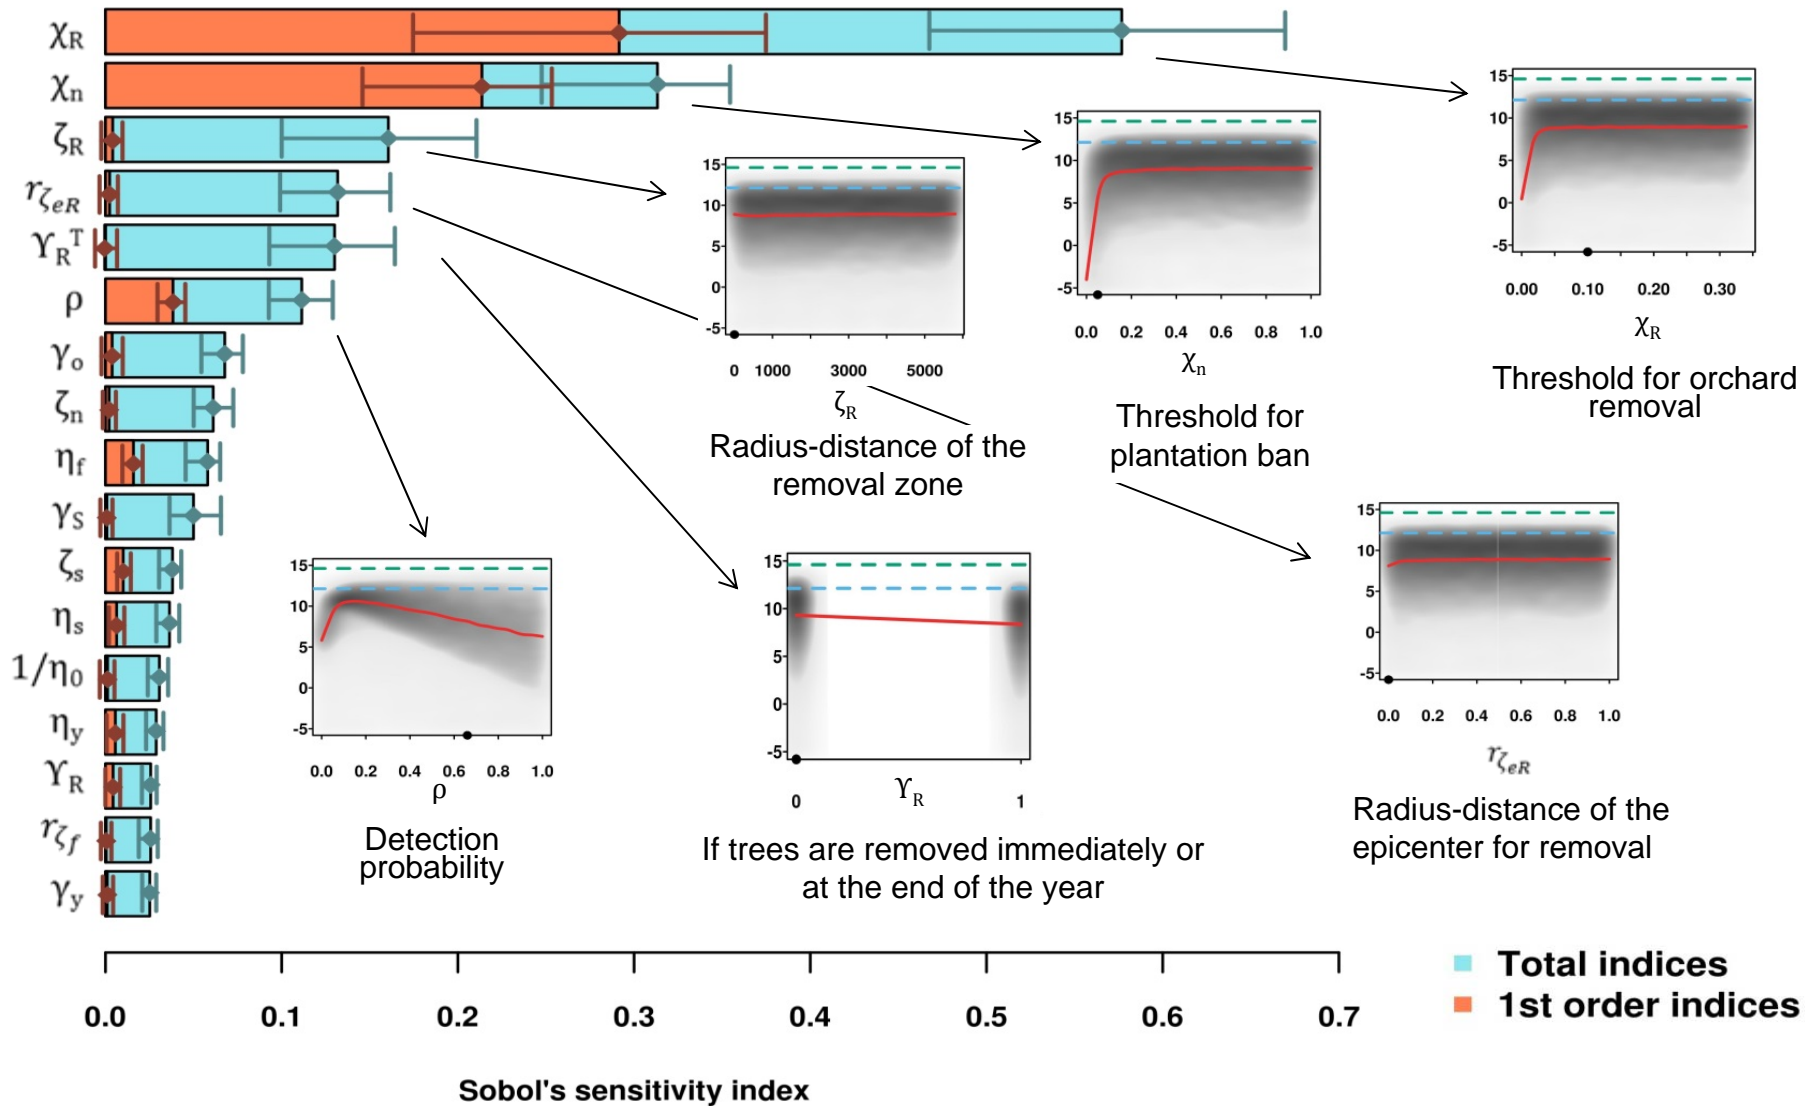 χR
χn
ζR
rζeR
ϒR^T
ρ
γo
ζn
ηf
γS
ζs
ηs
1/η0
ηy
ϒR
rζf
γy
0.0 0.1 0.2 0.3 0.4 0.5 0.6 0.7
Sobol's sensitivity index
Total indices
1st order indices
15
10
5
0
-5
0.00 0.10 0.20 0.30
χR
Threshold for orchard
removal
15
10
5
0
-5
0.0 0.2 0.4 0.6 0.8 1.0
χn
Threshold for
plantation ban
15
10
5
0
-5
0 1000 3000 5000
ζR
Radius-distance of the
removal zone
15
10
5
0
-5
0.0 0.2 0.4 0.6 0.8 1.0
rζeR
Radius-distance of the
epicenter for removal
15
10
5
0
-5
0 1
ϒR
If trees are removed immediately or
at the end of the year
15
10
5
0
-5
0.0 0.2 0.4 0.6 0.8 1.0
ρ
Detection
probability